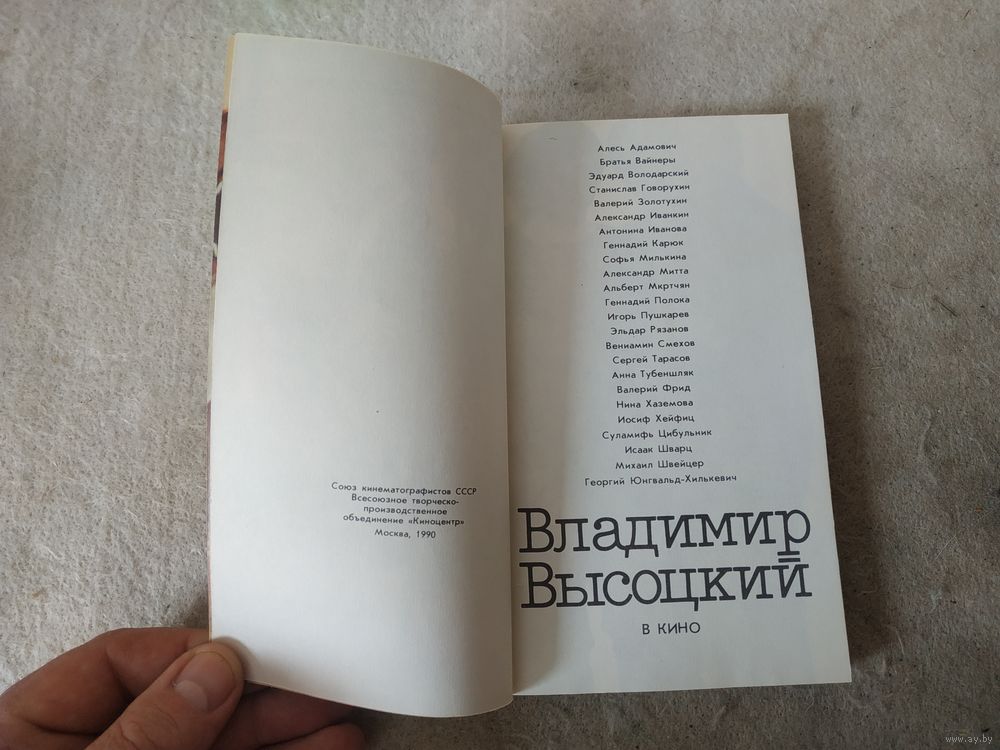 Союз кинематографистов СССР
Всесоюзное творческо-
производственное
объединение «Киноцентр»
Москва, 1990
Алесь Адамович
Братья Вайнеры
Эдуард Володарский
Станислав Говорухин
Валерий Золотухин
Александр Иванкин
Антонина Иванова
Геннадий Карюк
Софья Милькина
Александр Митта
Альберт Мкртчян
Геннадий Полока
Игорь Пушкарев
Эльдар Рязанов
Вениамин Смехов
Сергей Тарасов
Анна Тубеншляк
Валерий Фрид
Нина Хаземова
Иосиф Хейфиц
Суламифь Цибульник
Исаак Шварц
Михаил Швейцер
Георгий Юнгвальд-Хилькевич
Владимир
Высоцкий
В КИНО
www.ay.by